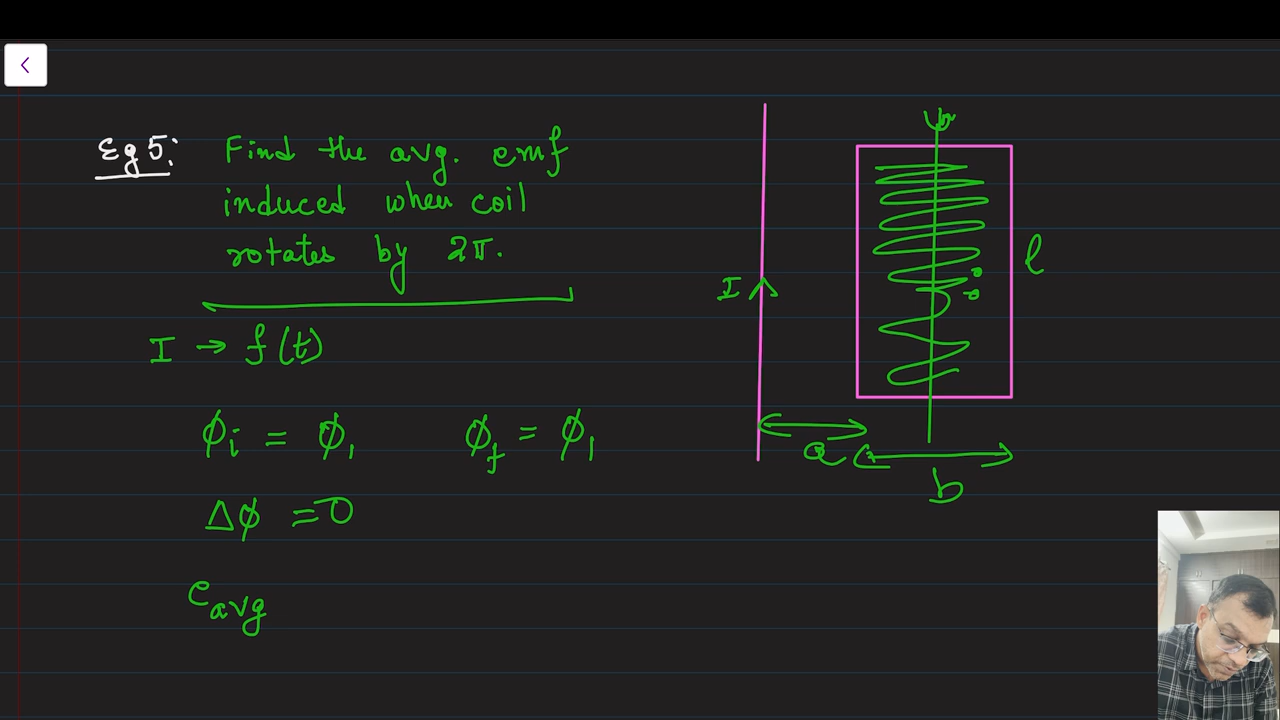 Eg 5: Find the avg. emf
induced when coil
rotates by 2π.
I → f(t)
ϕi = ϕ1 ϕf = ϕ1
Δϕ = 0
eavg
I
l
a
b